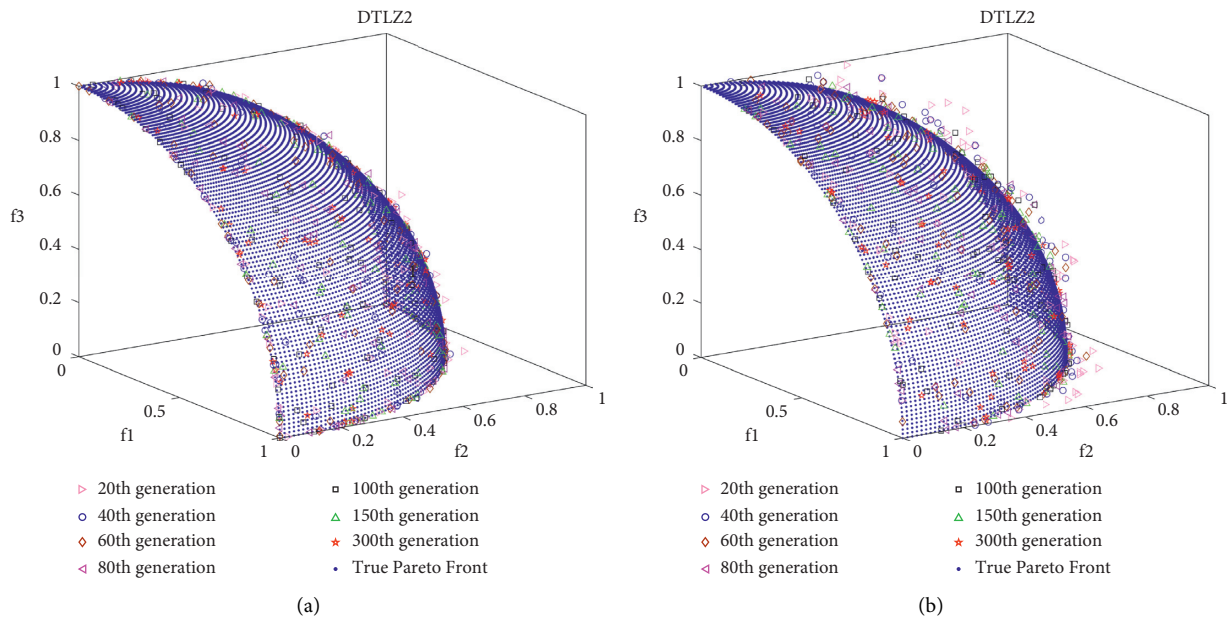 DTLZ2
1
0.8
0.6
f3
0.4
0.2
0
0
0.5
f1
1
0
0.2
0.4
f2
0.6
0.8
1
20th generation
40th generation
60th generation
80th generation
100th generation
150th generation
300th generation
True Pareto Front
(a)
DTLZ2
1
0.8
0.6
f3
0.4
0.2
0
0
0.5
f1
1
0
0.2
0.4
f2
0.6
0.8
1
20th generation
40th generation
60th generation
80th generation
100th generation
150th generation
300th generation
True Pareto Front
(b)